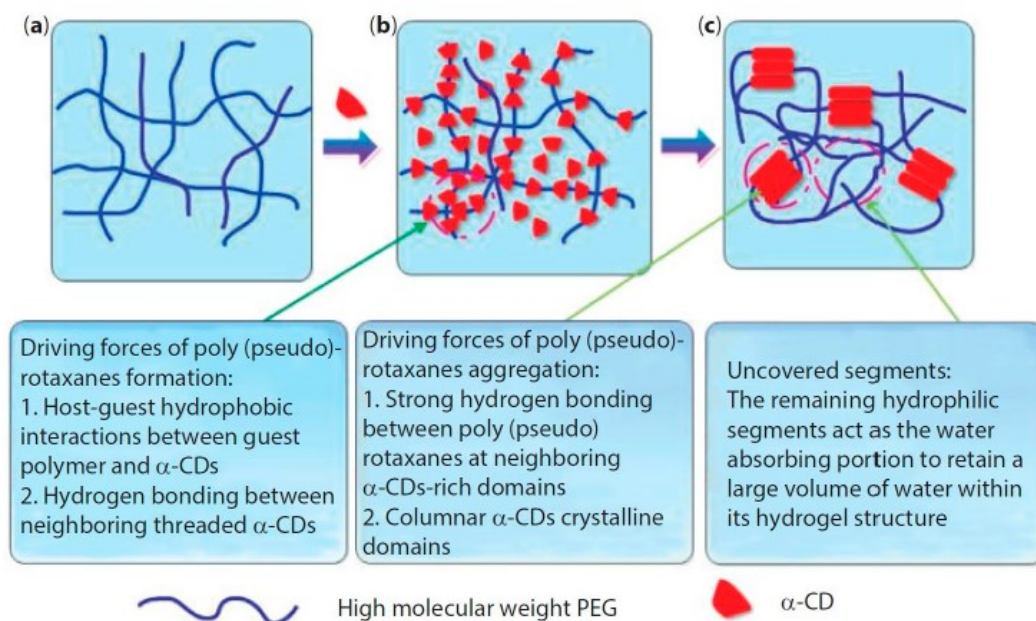 (a)
(b)
(c)
Driving forces of poly (pseudo)-
rotaxanes formation:
1. Host-guest hydrophobic
interactions between guest
polymer and α-CDs
2. Hydrogen bonding between
neighboring threaded α-CDs
Driving forces of poly (pseudo)-
rotaxanes aggregation:
1. Strong hydrogen bonding
between poly (pseudo)
rotaxanes at neighboring
α-CDs-rich domains
2. Columnar α-CDs crystalline
domains
Uncovered segments:
The remaining hydrophilic
segments act as the water
absorbing portion to retain a
large volume of water within
its hydrogel structure
High molecular weight PEG
α-CD